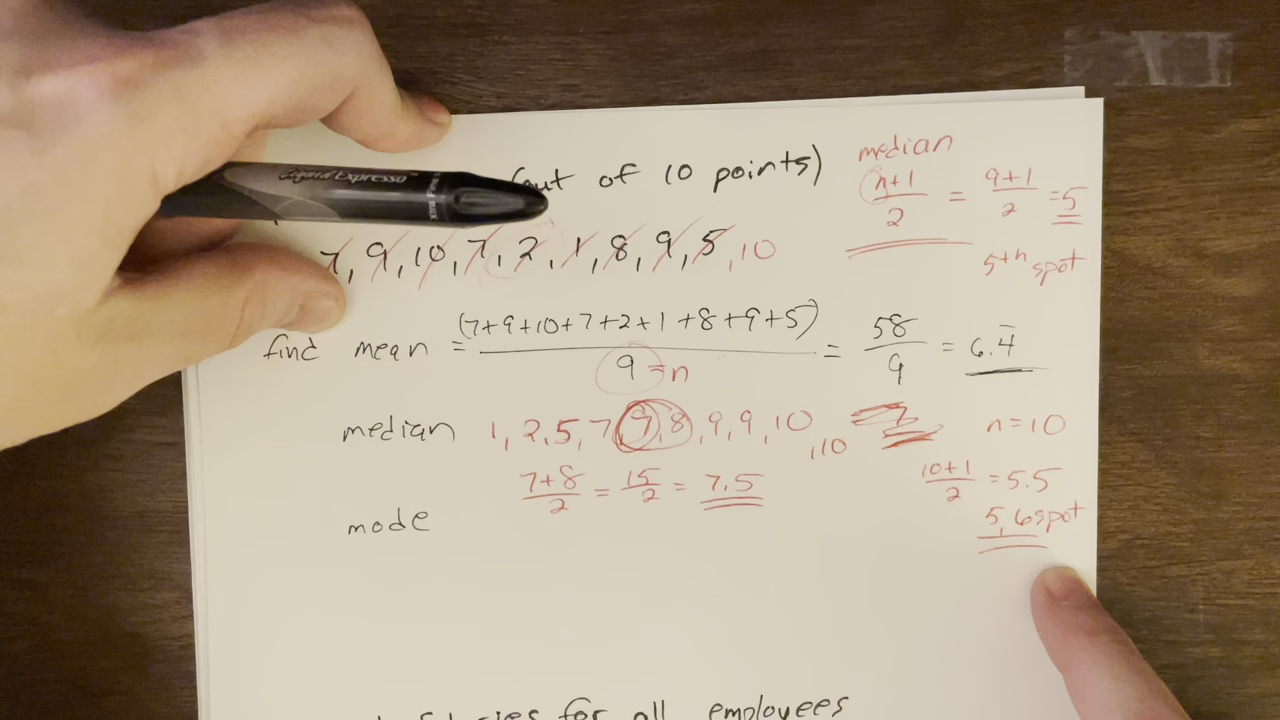 Liquid Expresso
(out of 10 points)
7, 9, 10, 7, 2, 1, 8, 9, 5, 10
median
n+1/2 = 9+1/2 = 5
5th spot
find mean = (7+9+10+7+2+1+8+9+5)/9 = 58/9 = 6.4̄
9 = n
median 1, 2, 5, 7, 7, 8, 9, 9, 10, 10
7+8/2 = 15/2 = 7.5
n = 10
10+1/2 = 5.5
5, 6 spot
mode
for all employees